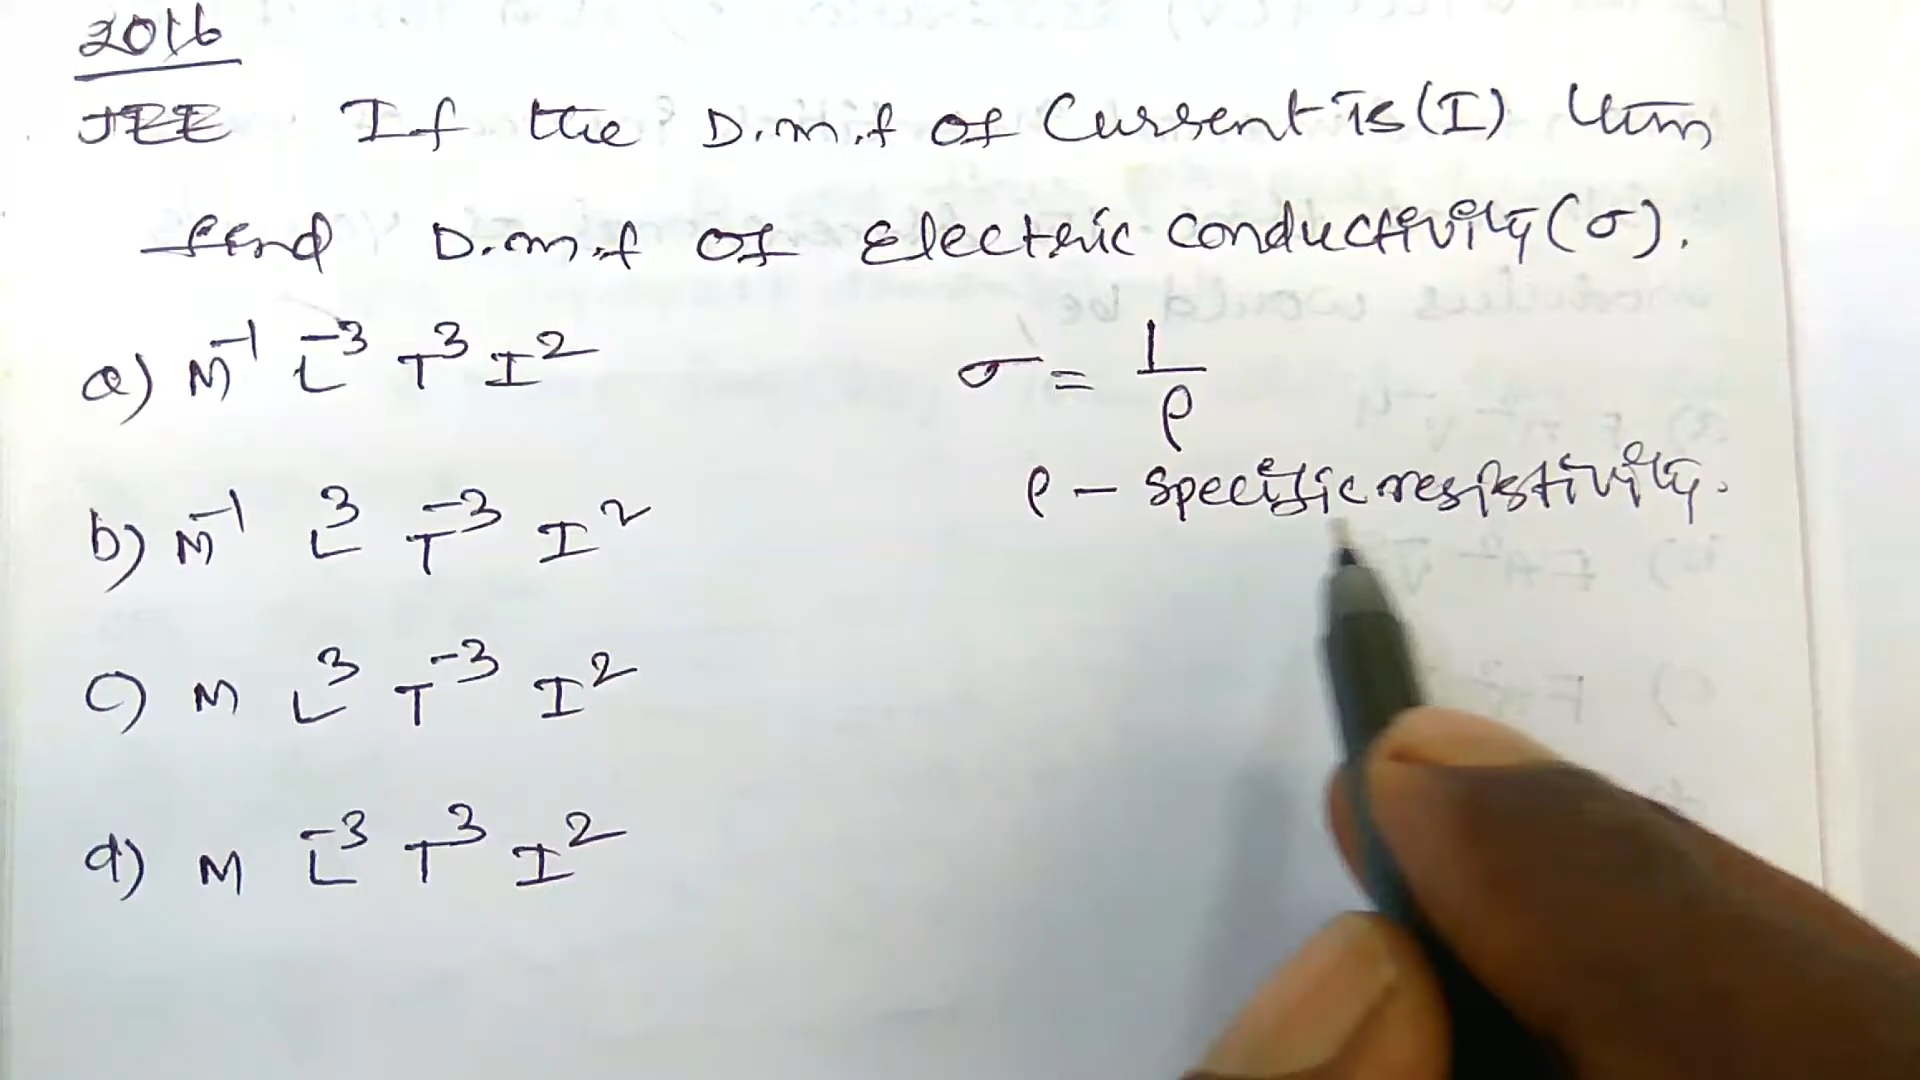 2016
JEE If the D.m.f of Current is (I) then
find D.m.f of Electric conductivity (σ).
a) M⁻¹ L⁻³ T³ I²
σ = 1/ρ
ρ – specific resistivity.
b) M⁻¹ L³ T⁻³ I²
c) M L³ T⁻³ I²
d) M L⁻³ T³ I²